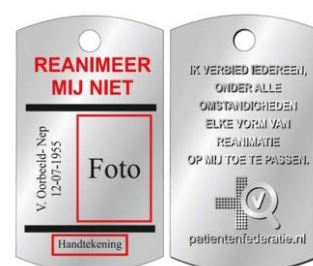 REANIMEER
MIJ NIET
V. Oorbeeld- Nep
12-07-1955
Foto
Handtekening
IK VERBIED IEDEREEN,
ONDER ALLE
OMSTANDIGHEDEN
ELKE VORM VAN
REANIMATIE
OP MIJ TOE TE PASSEN.
patientenfederatie.nl